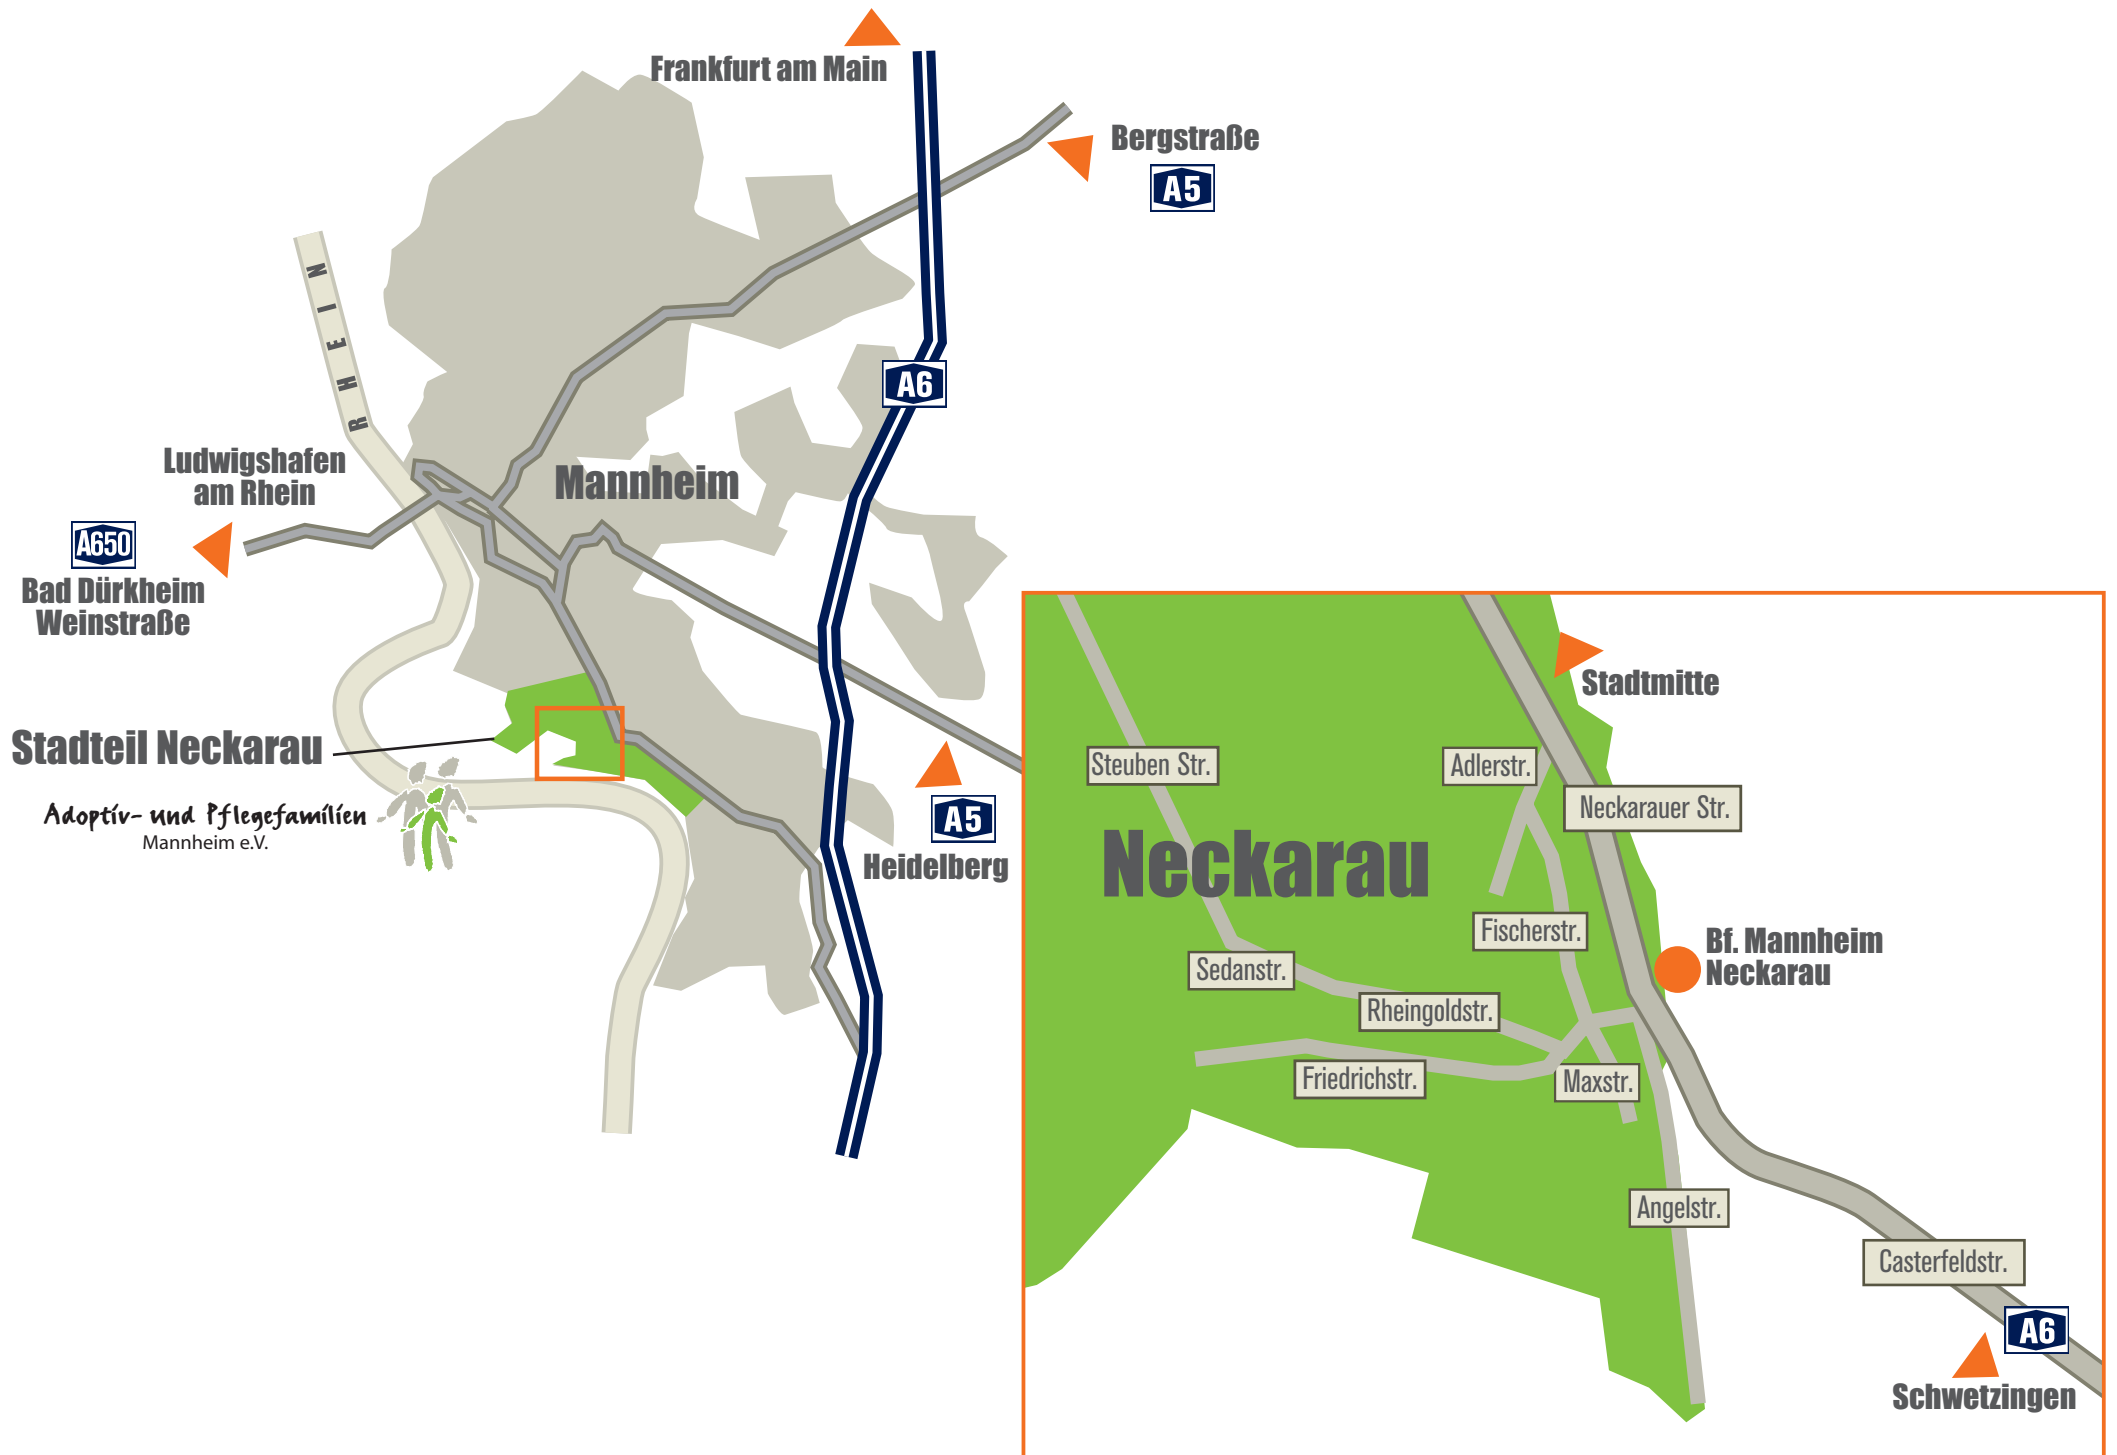 Frankfurt am Main
Bergstraße
A5
RHEIN
A6
Ludwigshafen
am Rhein
Mannheim
A650
Bad Dürkheim
Weinstraße
Stadteil Neckarau
Adoptiv- und Pflegefamilien
Mannheim e.V.
A5
Heidelberg
Stadtmitte
Steuben Str.
Adlerstr.
Neckarauer Str.
Neckarau
Fischerstr.
Bf. Mannheim
Neckarau
Sedanstr.
Rheingoldstr.
Friedrichstr.
Maxstr.
Angelstr.
Casterfeldstr.
A6
Schwetzingen